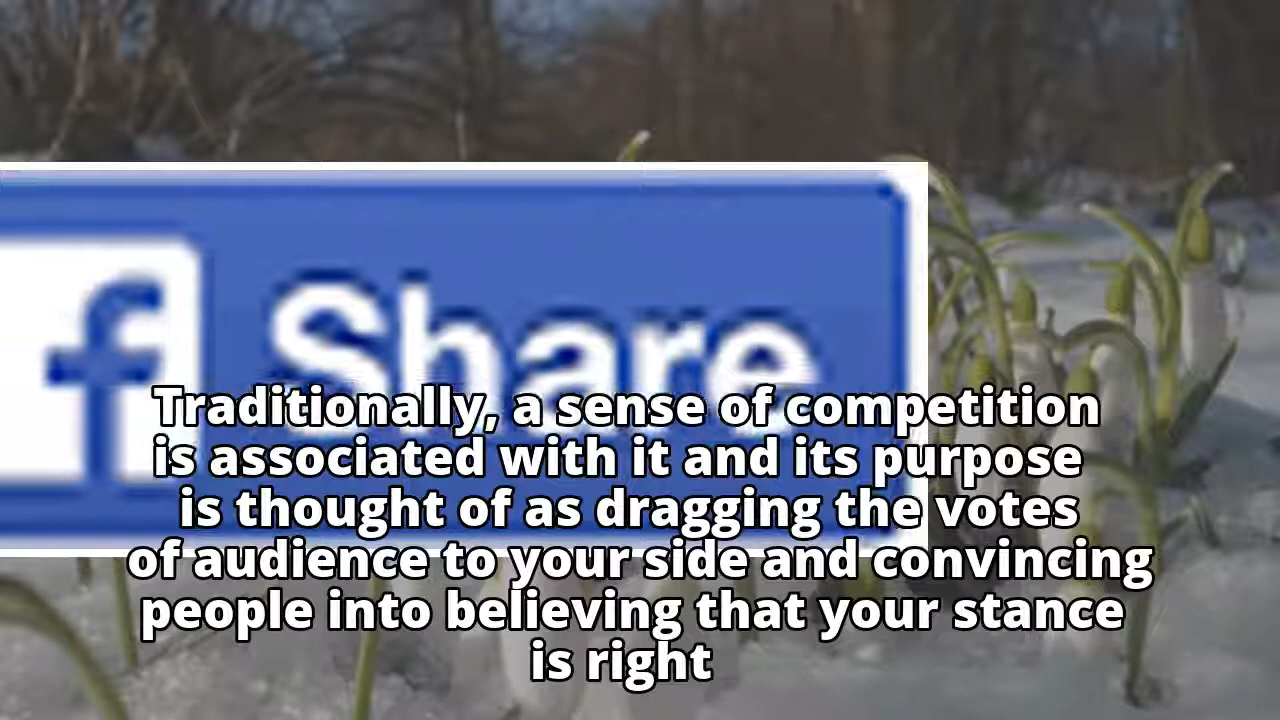 f Share
Traditionally, a sense of competition
is associated with it and its purpose
is thought of as dragging the votes
of audience to your side and convincing
people into believing that your stance
is right